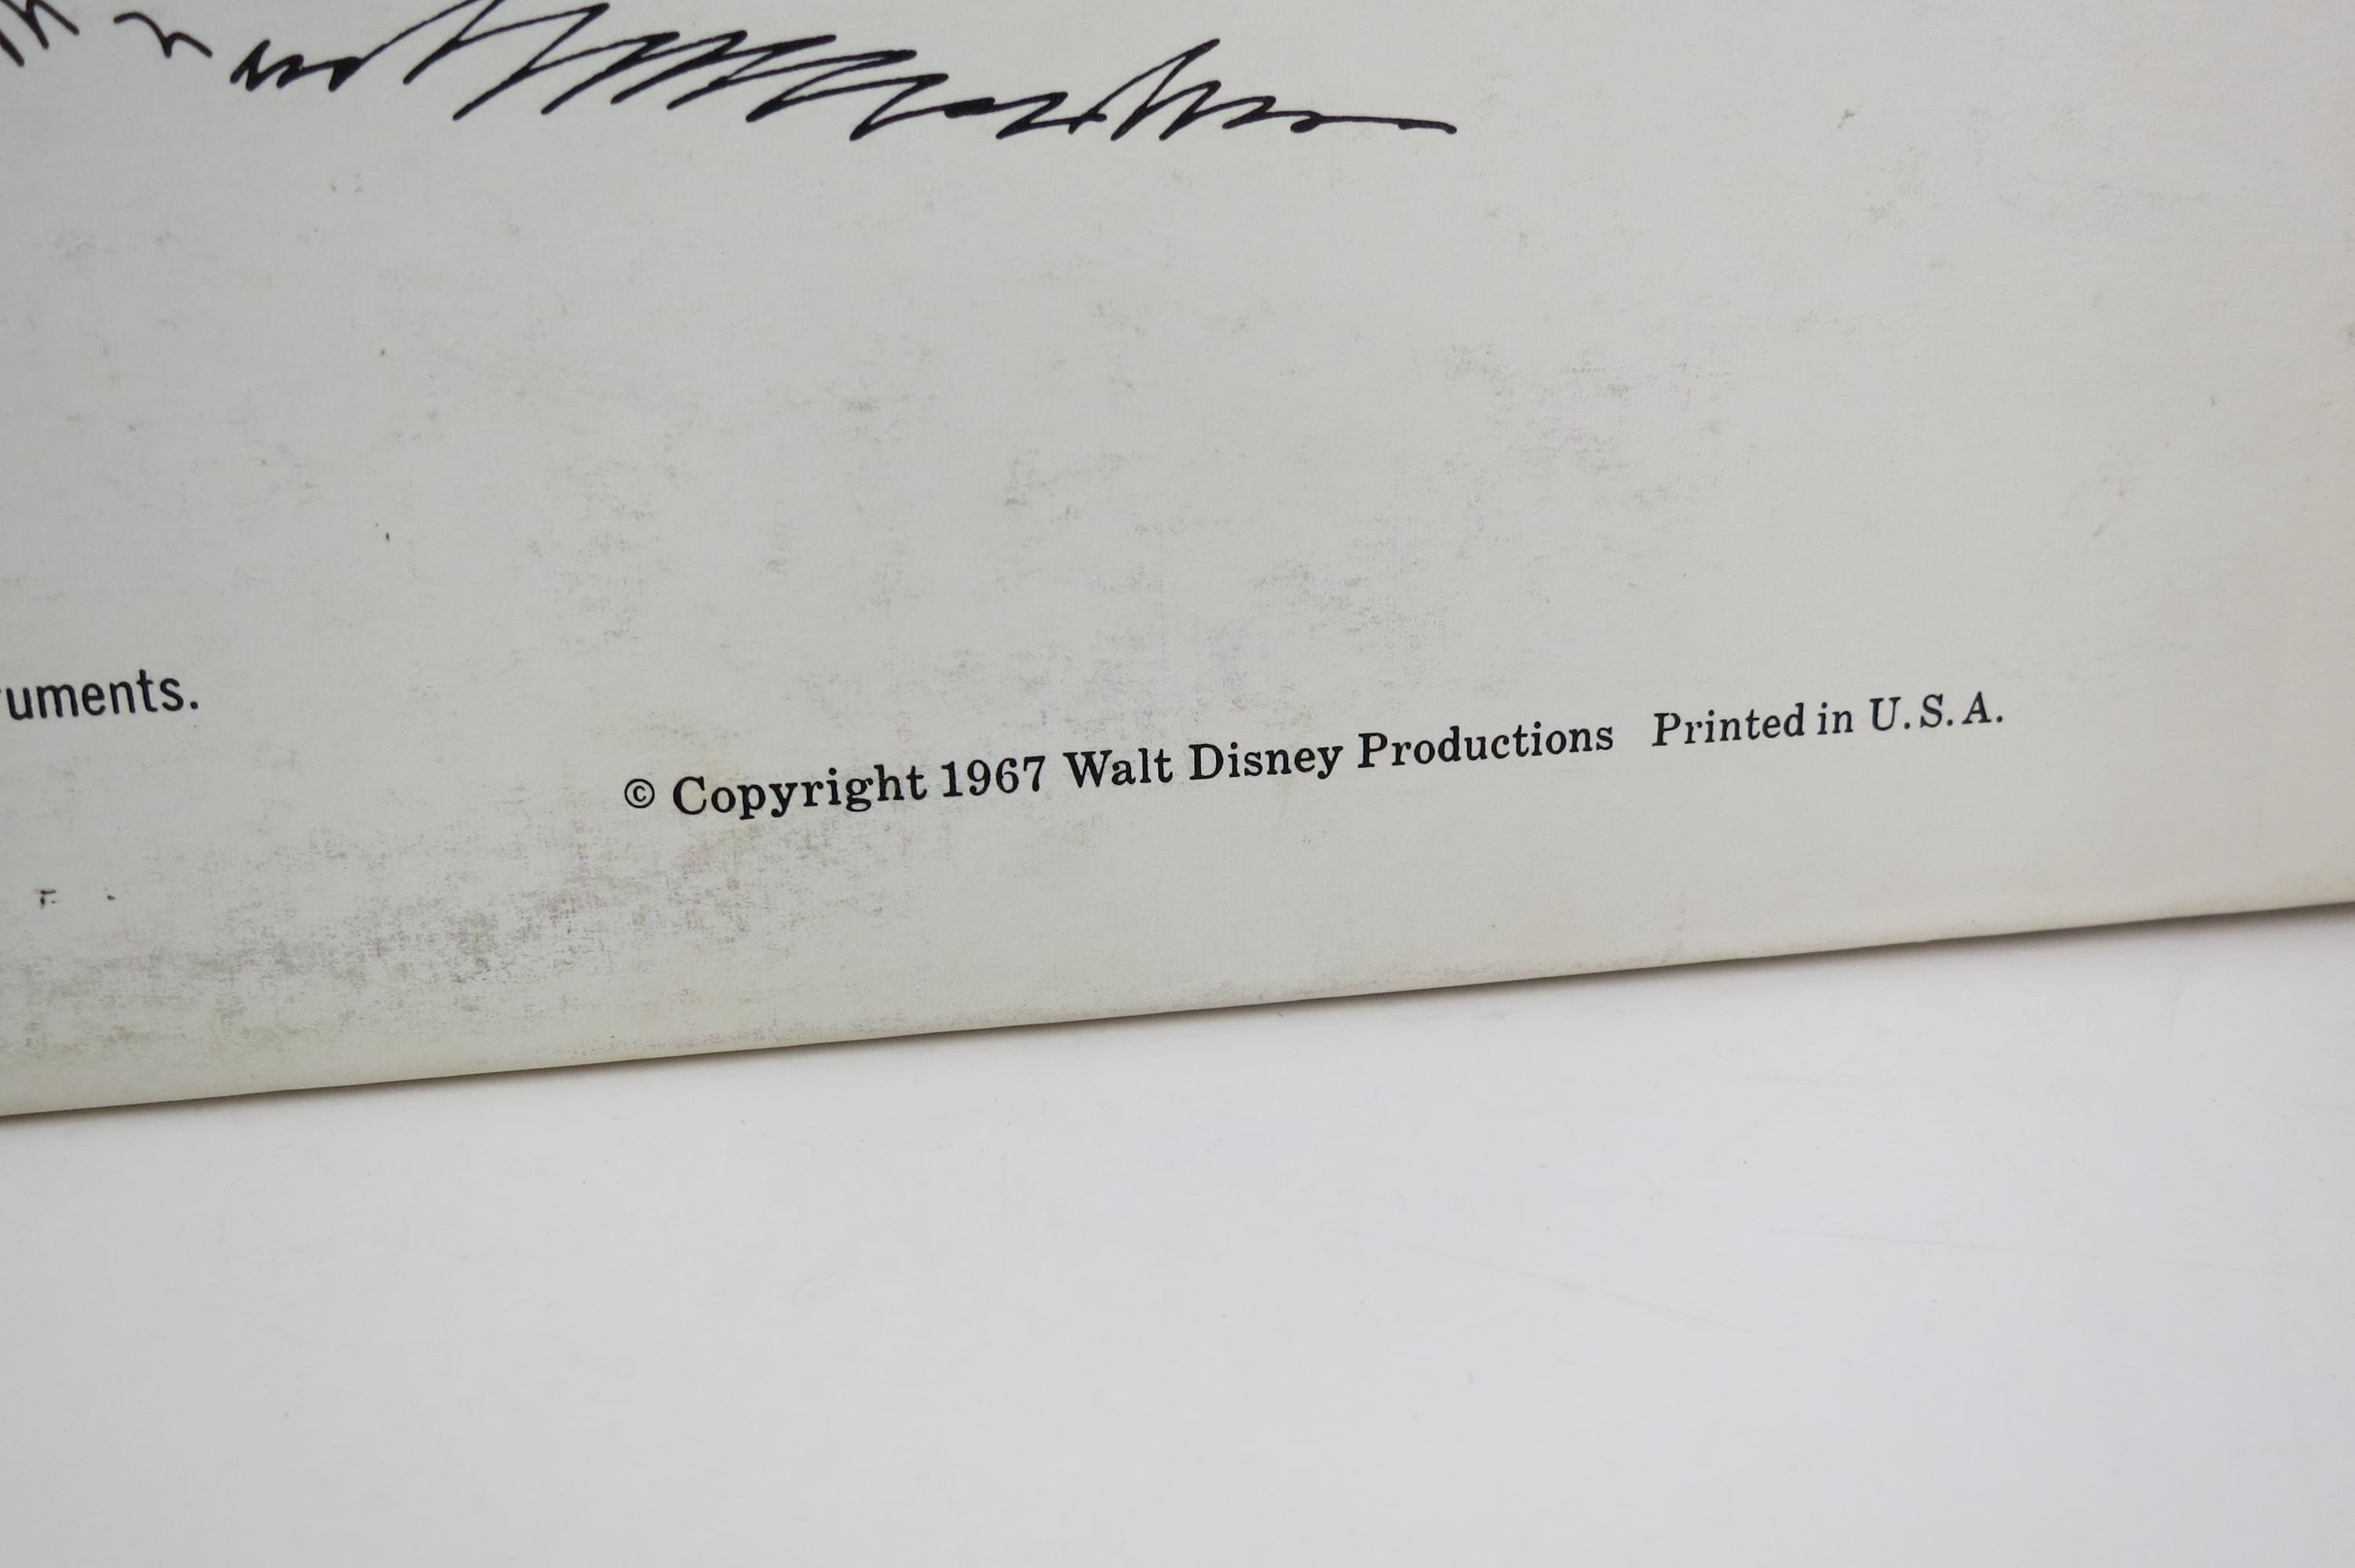 uments.
© Copyright 1967 Walt Disney Productions Printed in U.S.A.